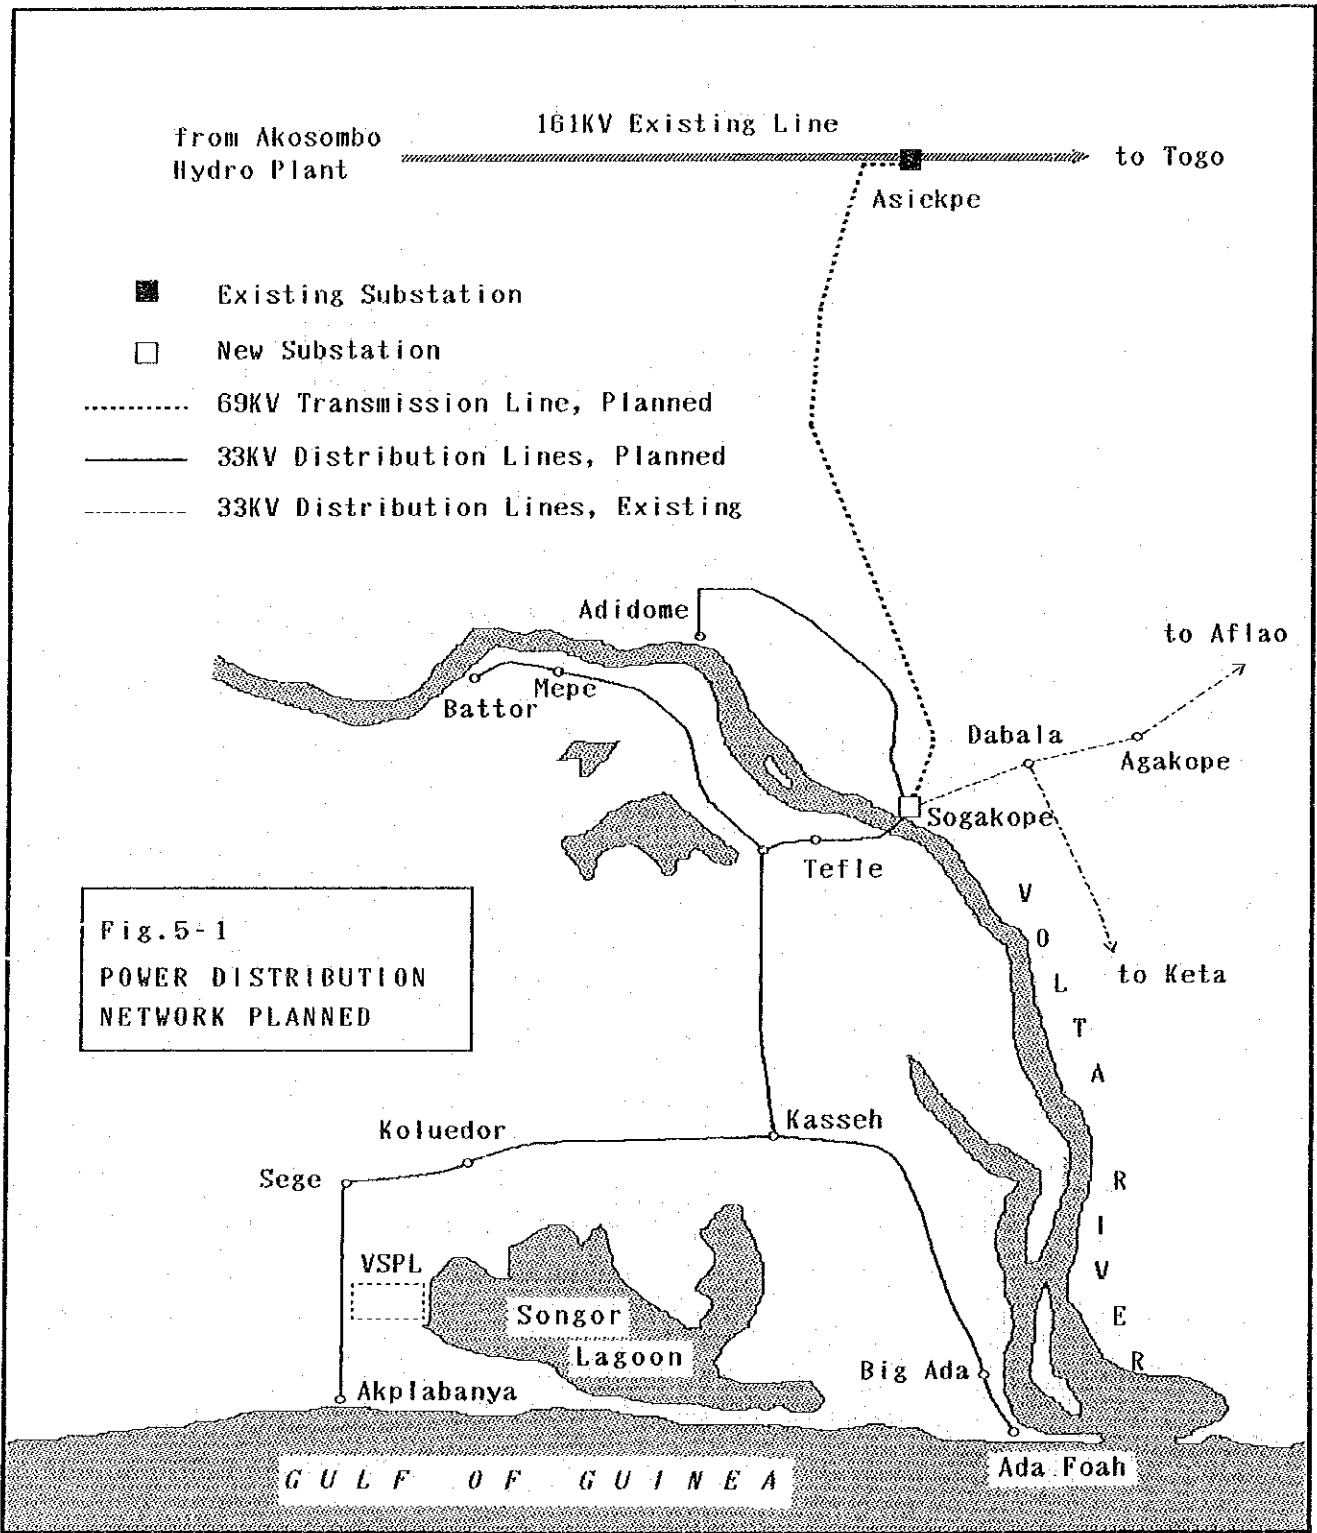 161KV Existing Line
from Akosombo
Hydro Plant
to Togo
Asiekpe
Existing Substation
New Substation
69KV Transmission Line, Planned
33KV Distribution Lines, Planned
33KV Distribution Lines, Existing
Adidome
to Aflao
Mepe
Battor
Dabala
Agakope
Sogakope
Tefle
VOLTA RIVER
Fig.5-1
POWER DISTRIBUTION
NETWORK PLANNED
to Keta
Kasseh
Koluedor
Sege
VSPL
Songor
Lagoon
Big Ada
Akplabanya
Ada Foah
GULF OF GUINEA